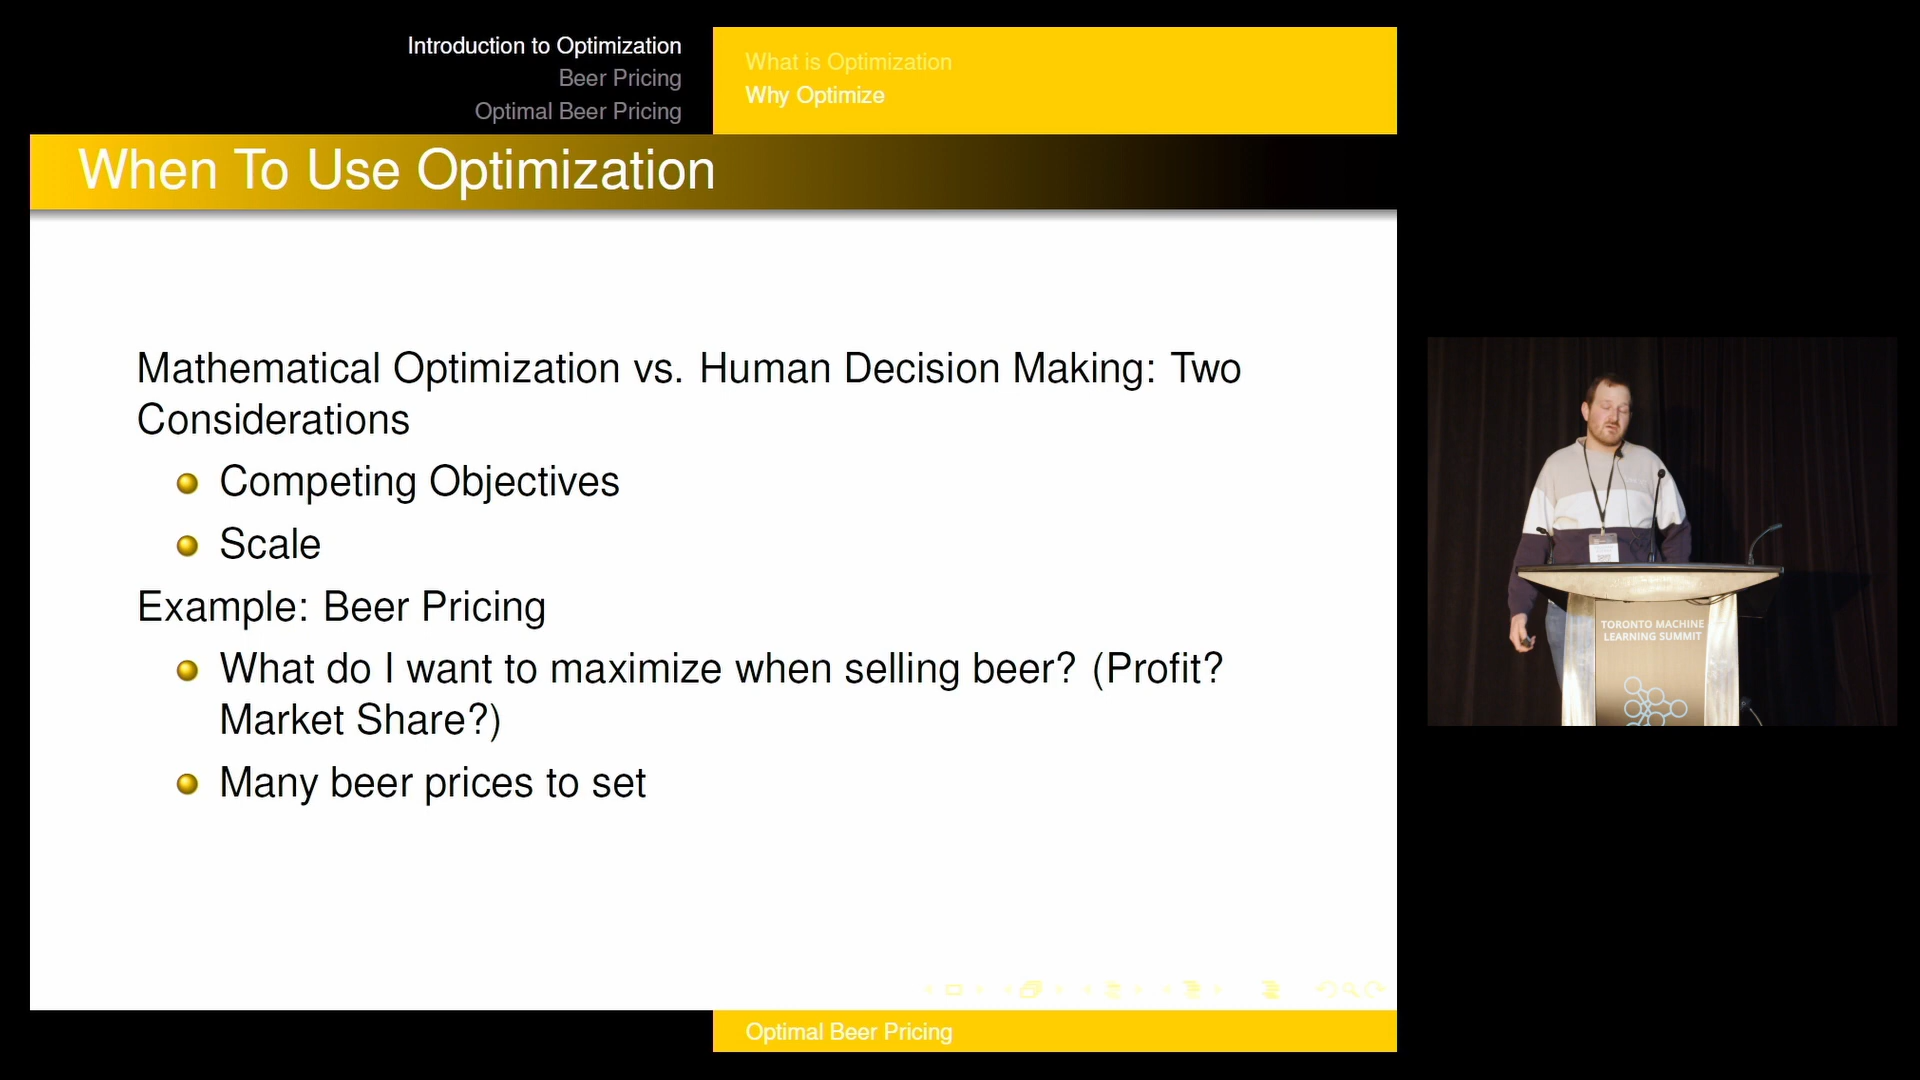 Introduction to Optimization
Beer Pricing
Optimal Beer Pricing
What is Optimization
Why Optimize
When To Use Optimization
Mathematical Optimization vs. Human Decision Making: Two
Considerations
Competing Objectives
Scale
Example: Beer Pricing
What do I want to maximize when selling beer? (Profit?
Market Share?)
Many beer prices to set
Optimal Beer Pricing
TORONTO MACHINE
LEARNING SUMMIT